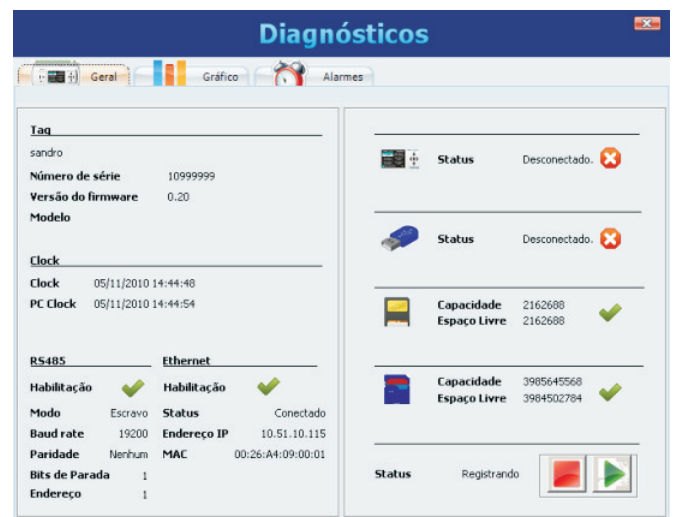 Diagnósticos
Geral
Gráfico
Alarmes
Tag
sandro
Número de série 10999999
Versão do firmware 0.20
Modelo
Clock
Clock 05/11/2010 14:44:48
PC Clock 05/11/2010 14:44:54
RS485
Habilitação
Modo Escravo
Baud rate 19200
Paridade Nenhum
Bits de Parada 1
Endereço 1
Ethernet
Habilitação
Status Conectado
Endereço IP 10.51.10.115
MAC 00:26:A4:09:00:01
Status Desconectado.
Status Desconectado.
Capacidade 2162688
Espaço Livre 2162688
Capacidade 3985645568
Espaço Livre 3984502784
Status Registrando